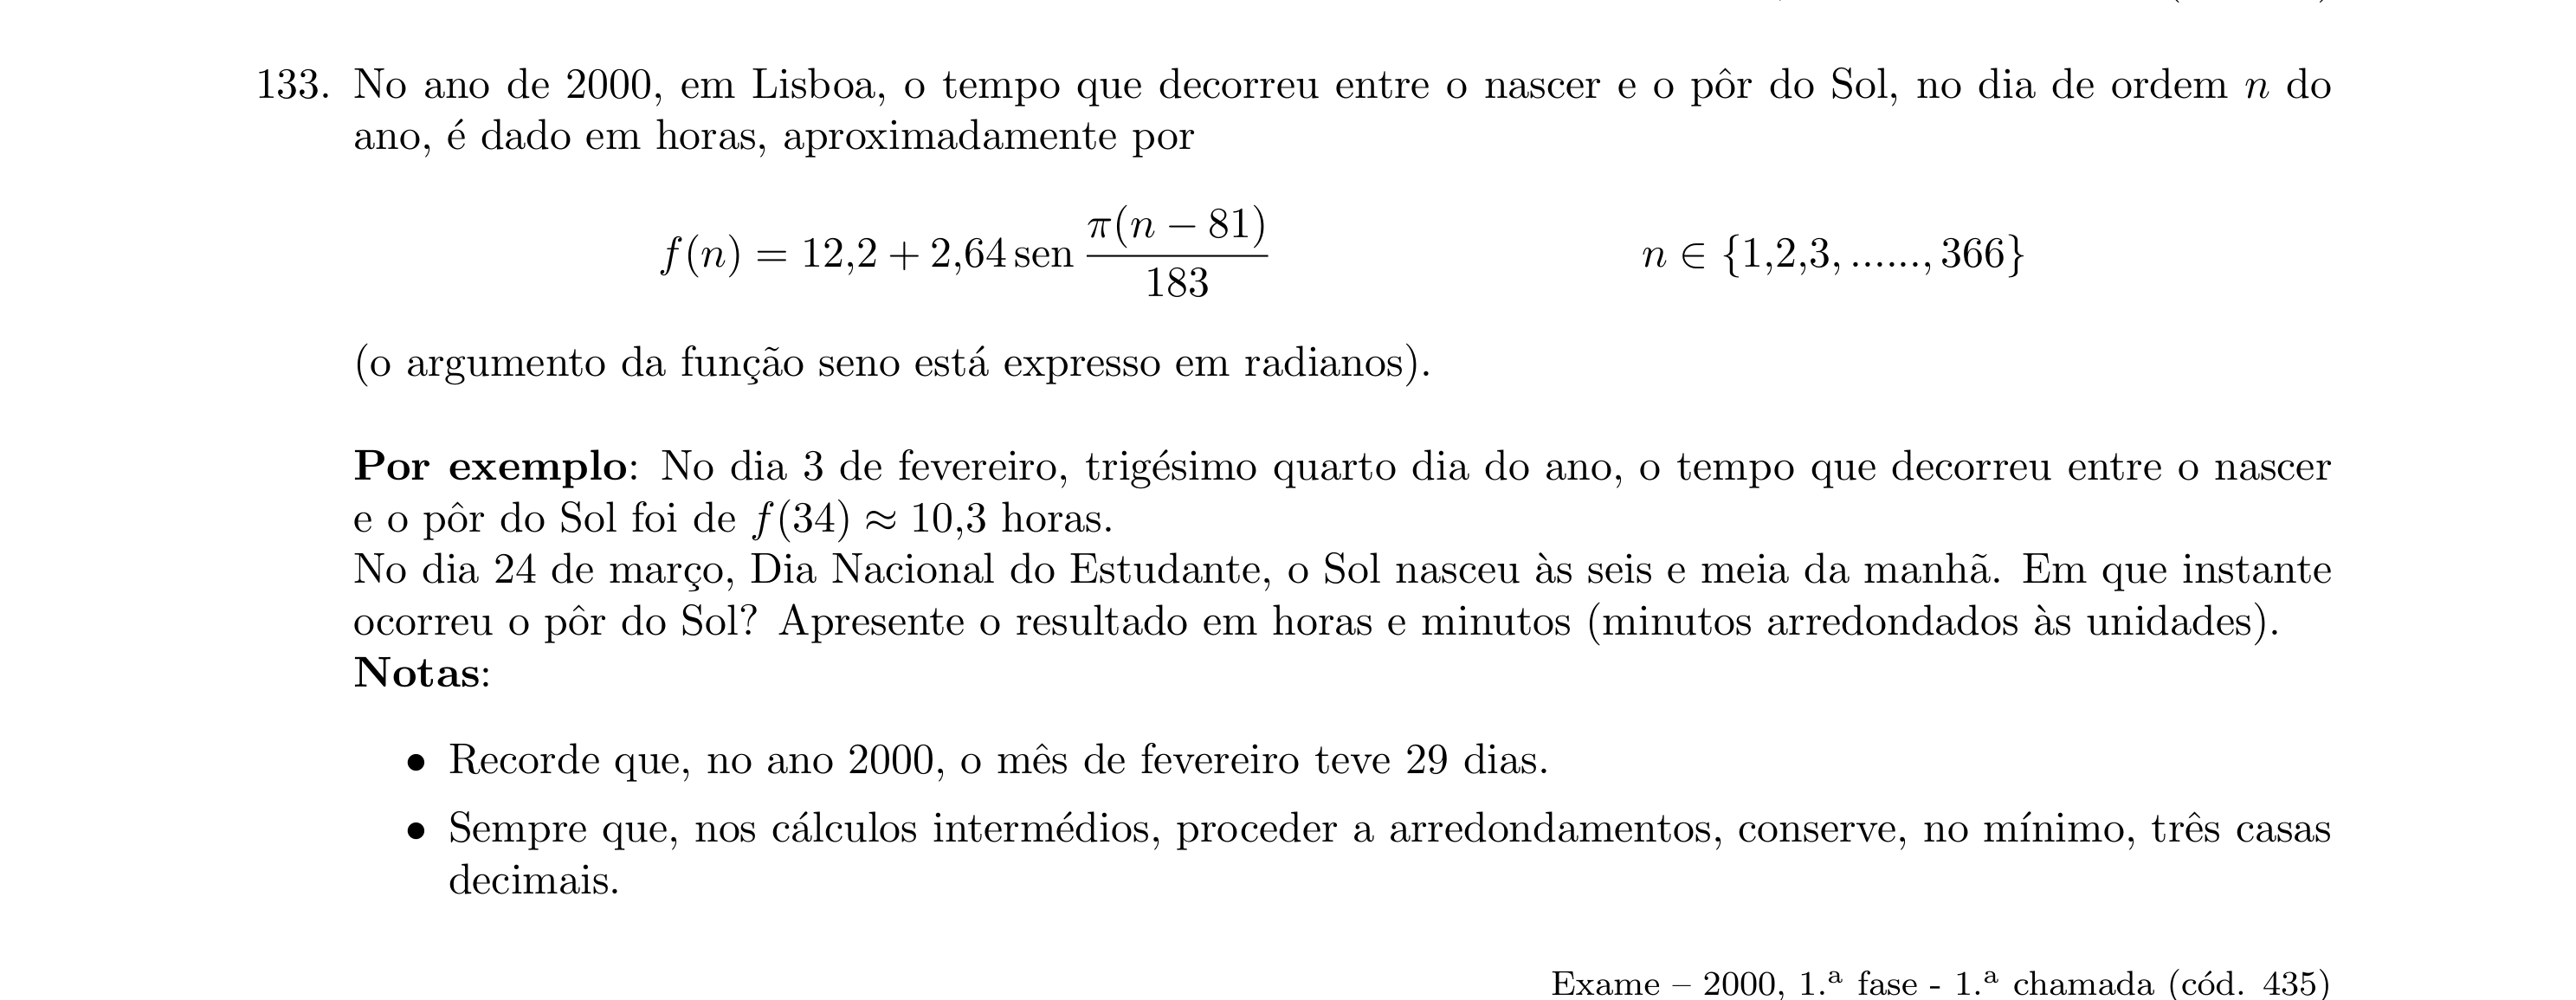 133. No ano de 2000, em Lisboa, o tempo que decorreu entre o nascer e o pôr do Sol, no dia de ordem n do
ano, é dado em horas, aproximadamente por
f(n) = 12,2 + 2,64 sen π(n − 81)/183 n ∈ {1,2,3, ......, 366}
(o argumento da função seno está expresso em radianos).
Por exemplo: No dia 3 de fevereiro, trigésimo quarto dia do ano, o tempo que decorreu entre o nascer
e o pôr do Sol foi de f(34) ≈ 10,3 horas.
No dia 24 de março, Dia Nacional do Estudante, o Sol nasceu às seis e meia da manhã. Em que instante
ocorreu o pôr do Sol? Apresente o resultado em horas e minutos (minutos arredondados às unidades).
Notas:
• Recorde que, no ano 2000, o mês de fevereiro teve 29 dias.
• Sempre que, nos cálculos intermédios, proceder a arredondamentos, conserve, no mínimo, três casas
decimais.
Exame – 2000, 1.ª fase - 1.ª chamada (cód. 435)